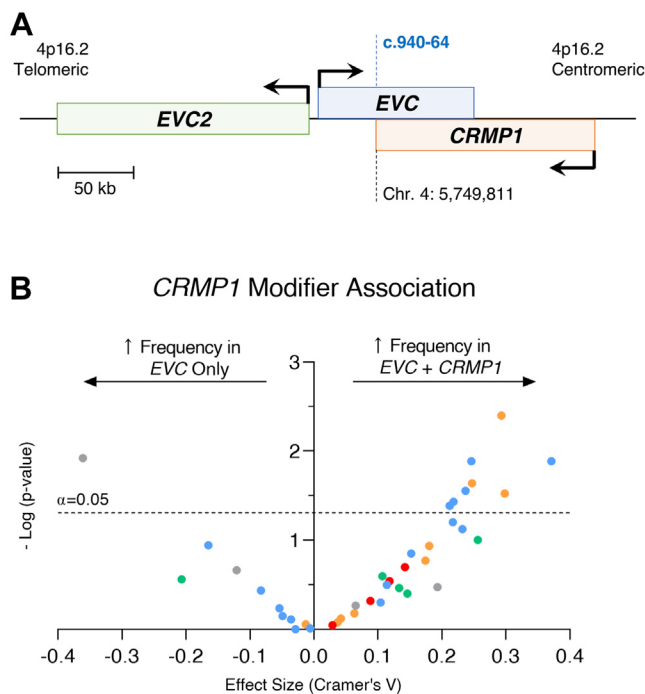 A
4p16.2
Telomeric
c.940-64
4p16.2
Centromeric
EVC2
EVC
CRMP1
50 kb
Chr. 4: 5,749,811
B
CRMP1 Modifier Association
↑ Frequency in
EVC Only
↑ Frequency in
EVC + CRMP1
3
2
1
α=0.05
- Log (p-value)
-0.4 -0.3 -0.2 -0.1 0.0 0.1 0.2 0.3 0.4
Effect Size (Cramer's V)